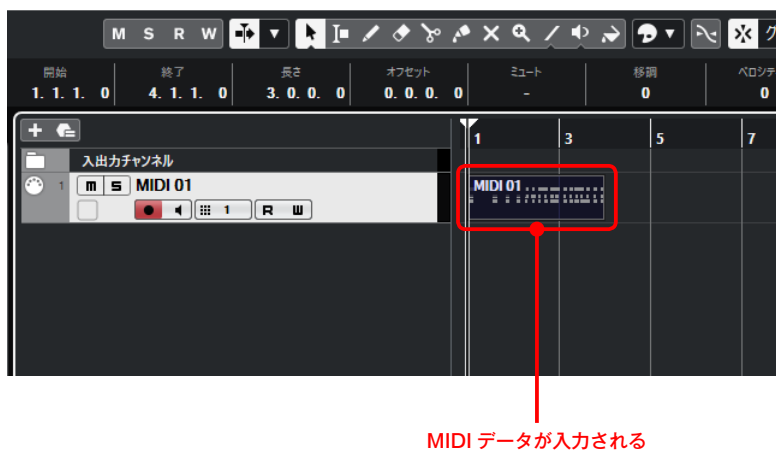 M S R W グ
開始 終了 長さ オフセット ミュート 移調 ベロシテ
1. 1. 1. 0 4. 1. 1. 0 3. 0. 0. 0 0. 0. 0. 0 - 0 0
1 3 5 7
入出力チャンネル
1 m S MIDI 01
1 R W
MIDI 01
MIDI データが入力される